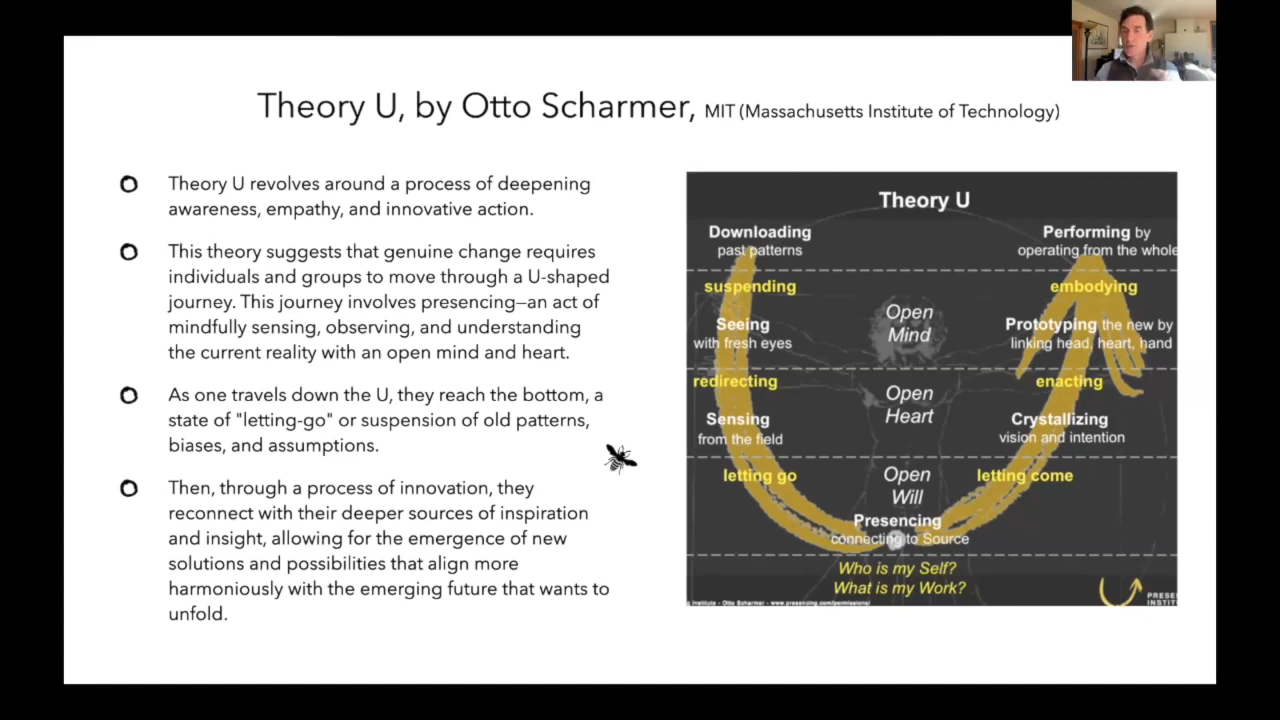 Theory U, by Otto Scharmer, MIT (Massachusetts Institute of Technology)
Theory U revolves around a process of deepening
awareness, empathy, and innovative action.
This theory suggests that genuine change requires
individuals and groups to move through a U-shaped
journey. This journey involves presencing—an act of
mindfully sensing, observing, and understanding
the current reality with an open mind and heart.
As one travels down the U, they reach the bottom, a
state of "letting-go" or suspension of old patterns,
biases, and assumptions.
Then, through a process of innovation, they
reconnect with their deeper sources of inspiration
and insight, allowing for the emergence of new
solutions and possibilities that align more
harmoniously with the emerging future that wants to
unfold.
Theory U
Downloading
past patterns
Performing by
operating from the whole
suspending
embodying
Open
Mind
Seeing
with fresh eyes
Prototyping the new by
linking head, heart, hand
redirecting
enacting
Open
Heart
Sensing
from the field
Crystallizing
vision and intention
letting go
Open
Will
letting come
Presencing
connecting to Source
Who is my Self?
What is my Work?
Institute - Otto Scharmer - www.presencing.com/permissions/